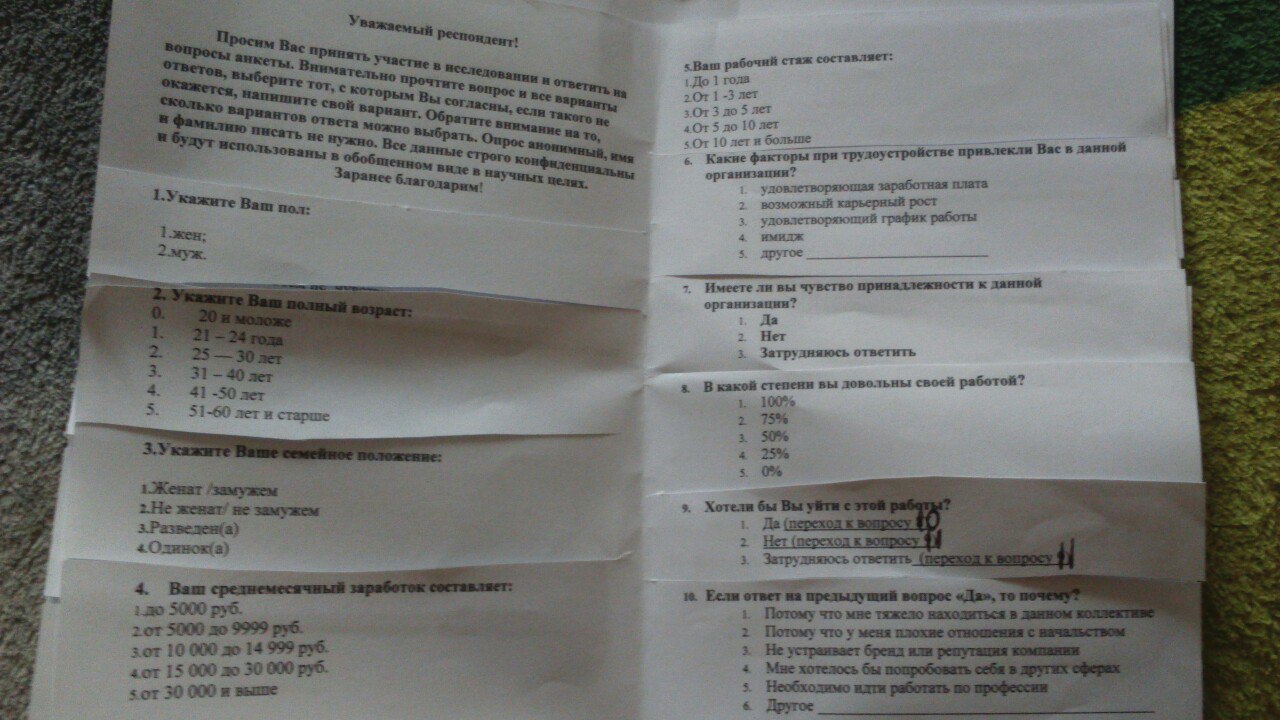 Уважаемый респондент!
Просим Вас принять участие в исследовании и ответить на
вопросы анкеты. Внимательно прочтите вопрос и все варианты
ответов, выберите тот, с которым Вы согласны, если такого не
окажется, напишите свой вариант. Обратите внимание на то,
сколько вариантов ответа можно выбрать. Опрос анонимный, имя
и фамилию писать не нужно. Все данные строго конфиденциальны
и будут использованы в обобщенном виде в научных целях.
Заранее благодарим!
1.Укажите Ваш пол:
1.жен;
2.муж.
2. Укажите Ваш полный возраст:
0. 20 и моложе
1. 21 – 24 года
2. 25 — 30 лет
3. 31 – 40 лет
4. 41 -50 лет
5. 51-60 лет и старше
3.Укажите Ваше семейное положение:
1.Женат /замужем
2.Не женат/ не замужем
3.Разведен(а)
4.Одинок(а)
4. Ваш среднемесячный заработок составляет:
1.до 5000 руб.
2.от 5000 до 9999 руб.
3.от 10 000 до 14 999 руб.
4.от 15 000 до 30 000 руб.
5.от 30 000 и выше
5.Ваш рабочий стаж составляет:
1.До 1 года
2.От 1 -3 лет
3.От 3 до 5 лет
4.От 5 до 10 лет
5.От 10 лет и больше
6. Какие факторы при трудоустройстве привлекли Вас в данной
организации?
1. удовлетворяющая заработная плата
2. возможный карьерный рост
3. удовлетворяющий график работы
4. имидж
5. другое
7. Имеете ли вы чувство принадлежности к данной
организации?
1. Да
2. Нет
3. Затрудняюсь ответить
8. В какой степени вы довольны своей работой?
1. 100%
2. 75%
3. 50%
4. 25%
5. 0%
9. Хотели бы Вы уйти с этой работы?
1. Да (переход к вопросу 10
2. Нет (переход к вопросу 11
3. Затрудняюсь ответить (переход к вопросу 11
10. Если ответ на предыдущий вопрос «Да», то почему?
1. Потому что мне тяжело находиться в данном коллективе
2. Потому что у меня плохие отношения с начальством
3. Не устраивает бренд или репутация компании
4. Мне хотелось бы попробовать себя в других сферах
5. Необходимо идти работать по профессии
6. Другое